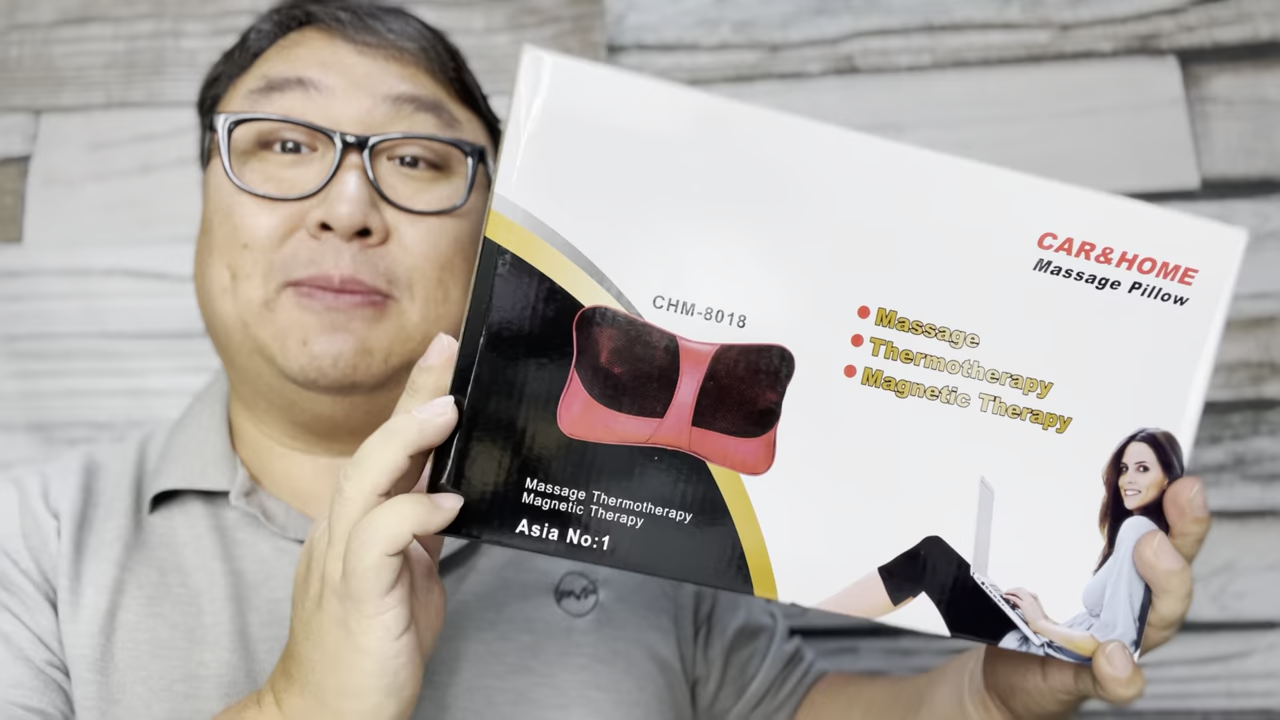 CAR&HOME
Massage Pillow
CHM-8018
Massage
Thermotherapy
Magnetic Therapy
Massage Thermotherapy
Magnetic Therapy
Asia No:1